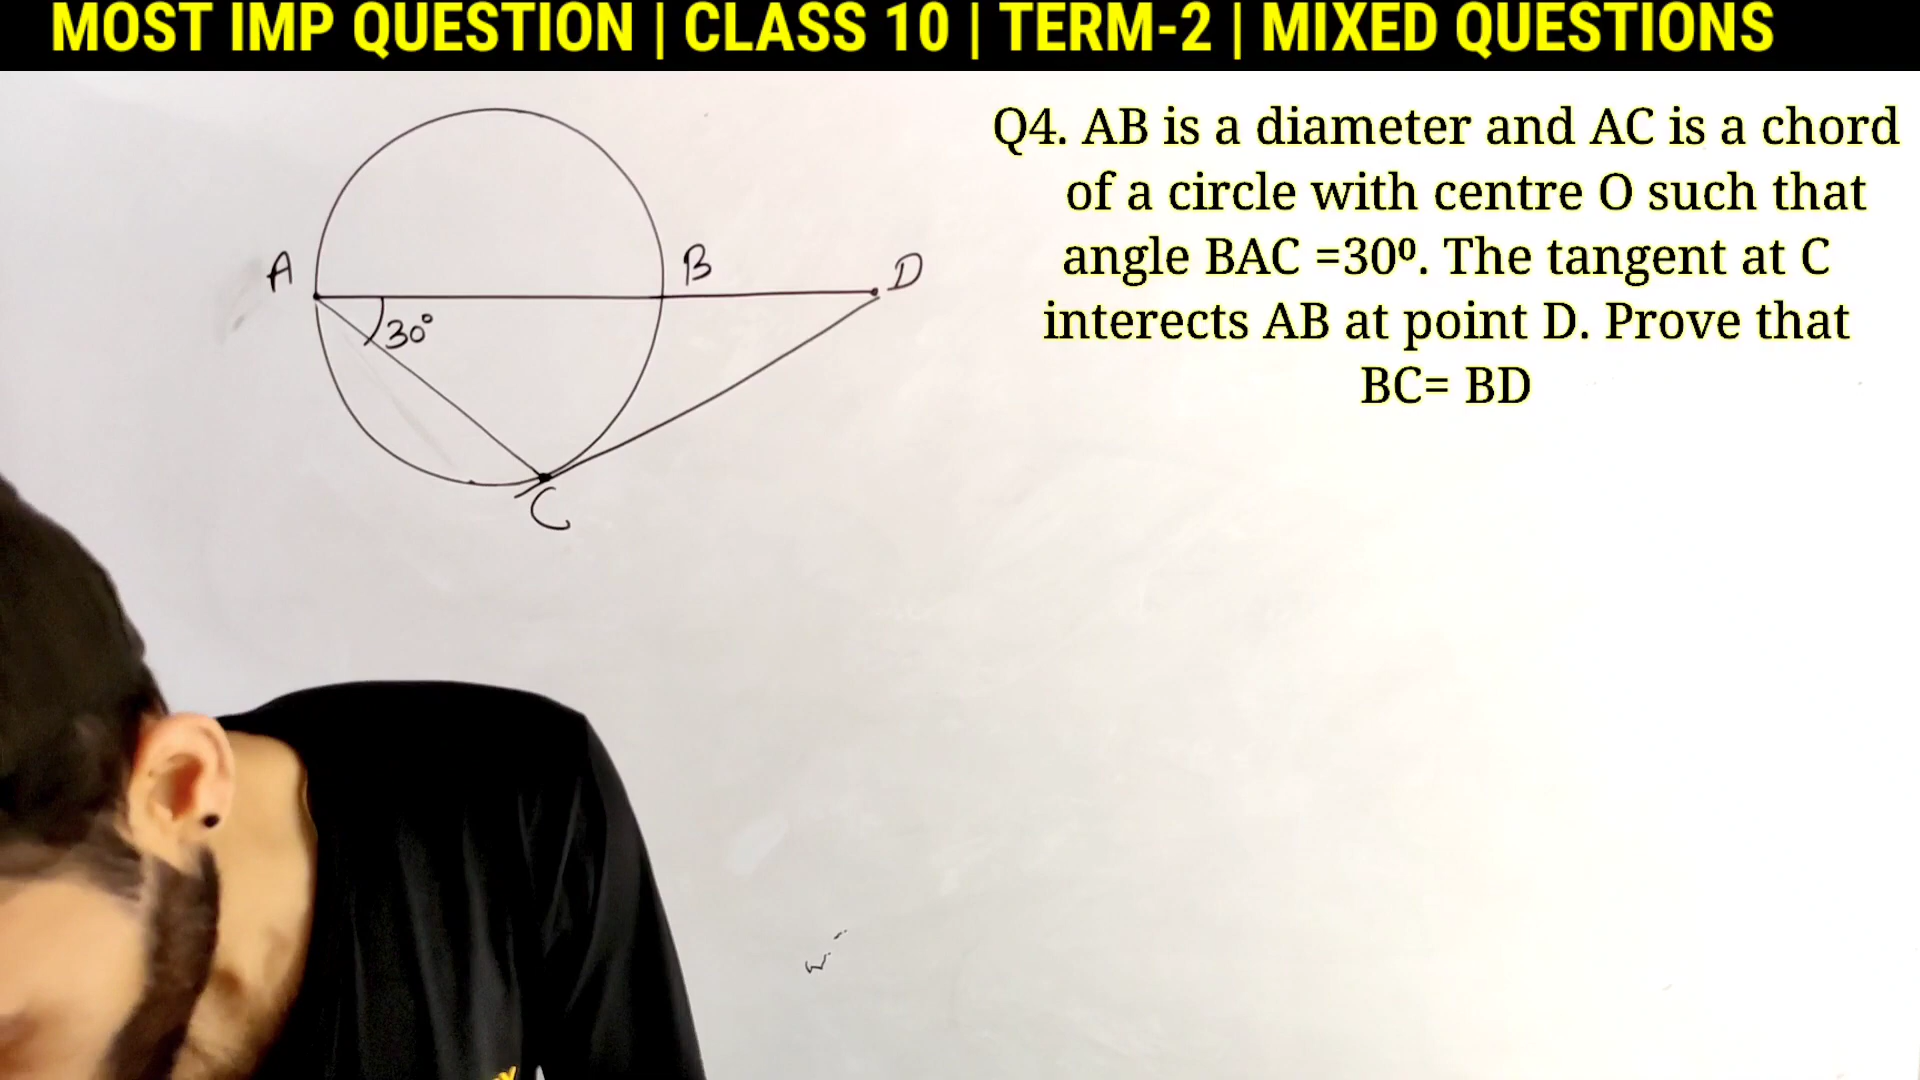 MOST IMP QUESTION | CLASS 10 | TERM-2 | MIXED QUESTIONS
Q4. AB is a diameter and AC is a chord
of a circle with centre O such that
angle BAC =30⁰. The tangent at C
interects AB at point D. Prove that
BC= BD
A
B
D
30°
C